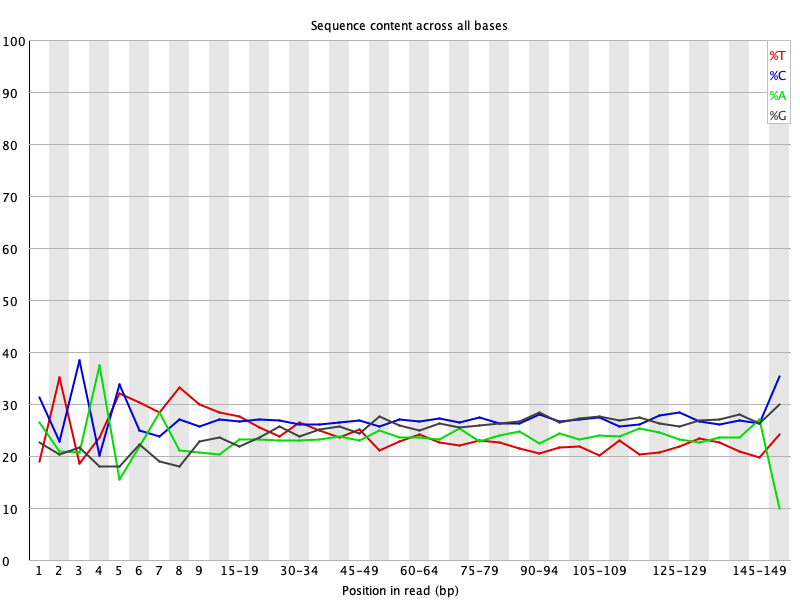 Sequence content across all bases
100
90
80
70
60
50
40
30
20
10
0
%T
%C
%A
%G
1 2 3 4 5 6 7 8 9 15-19 30-34 45-49 60-64 75-79 90-94 105-109 125-129 145-149
Position in read (bp)